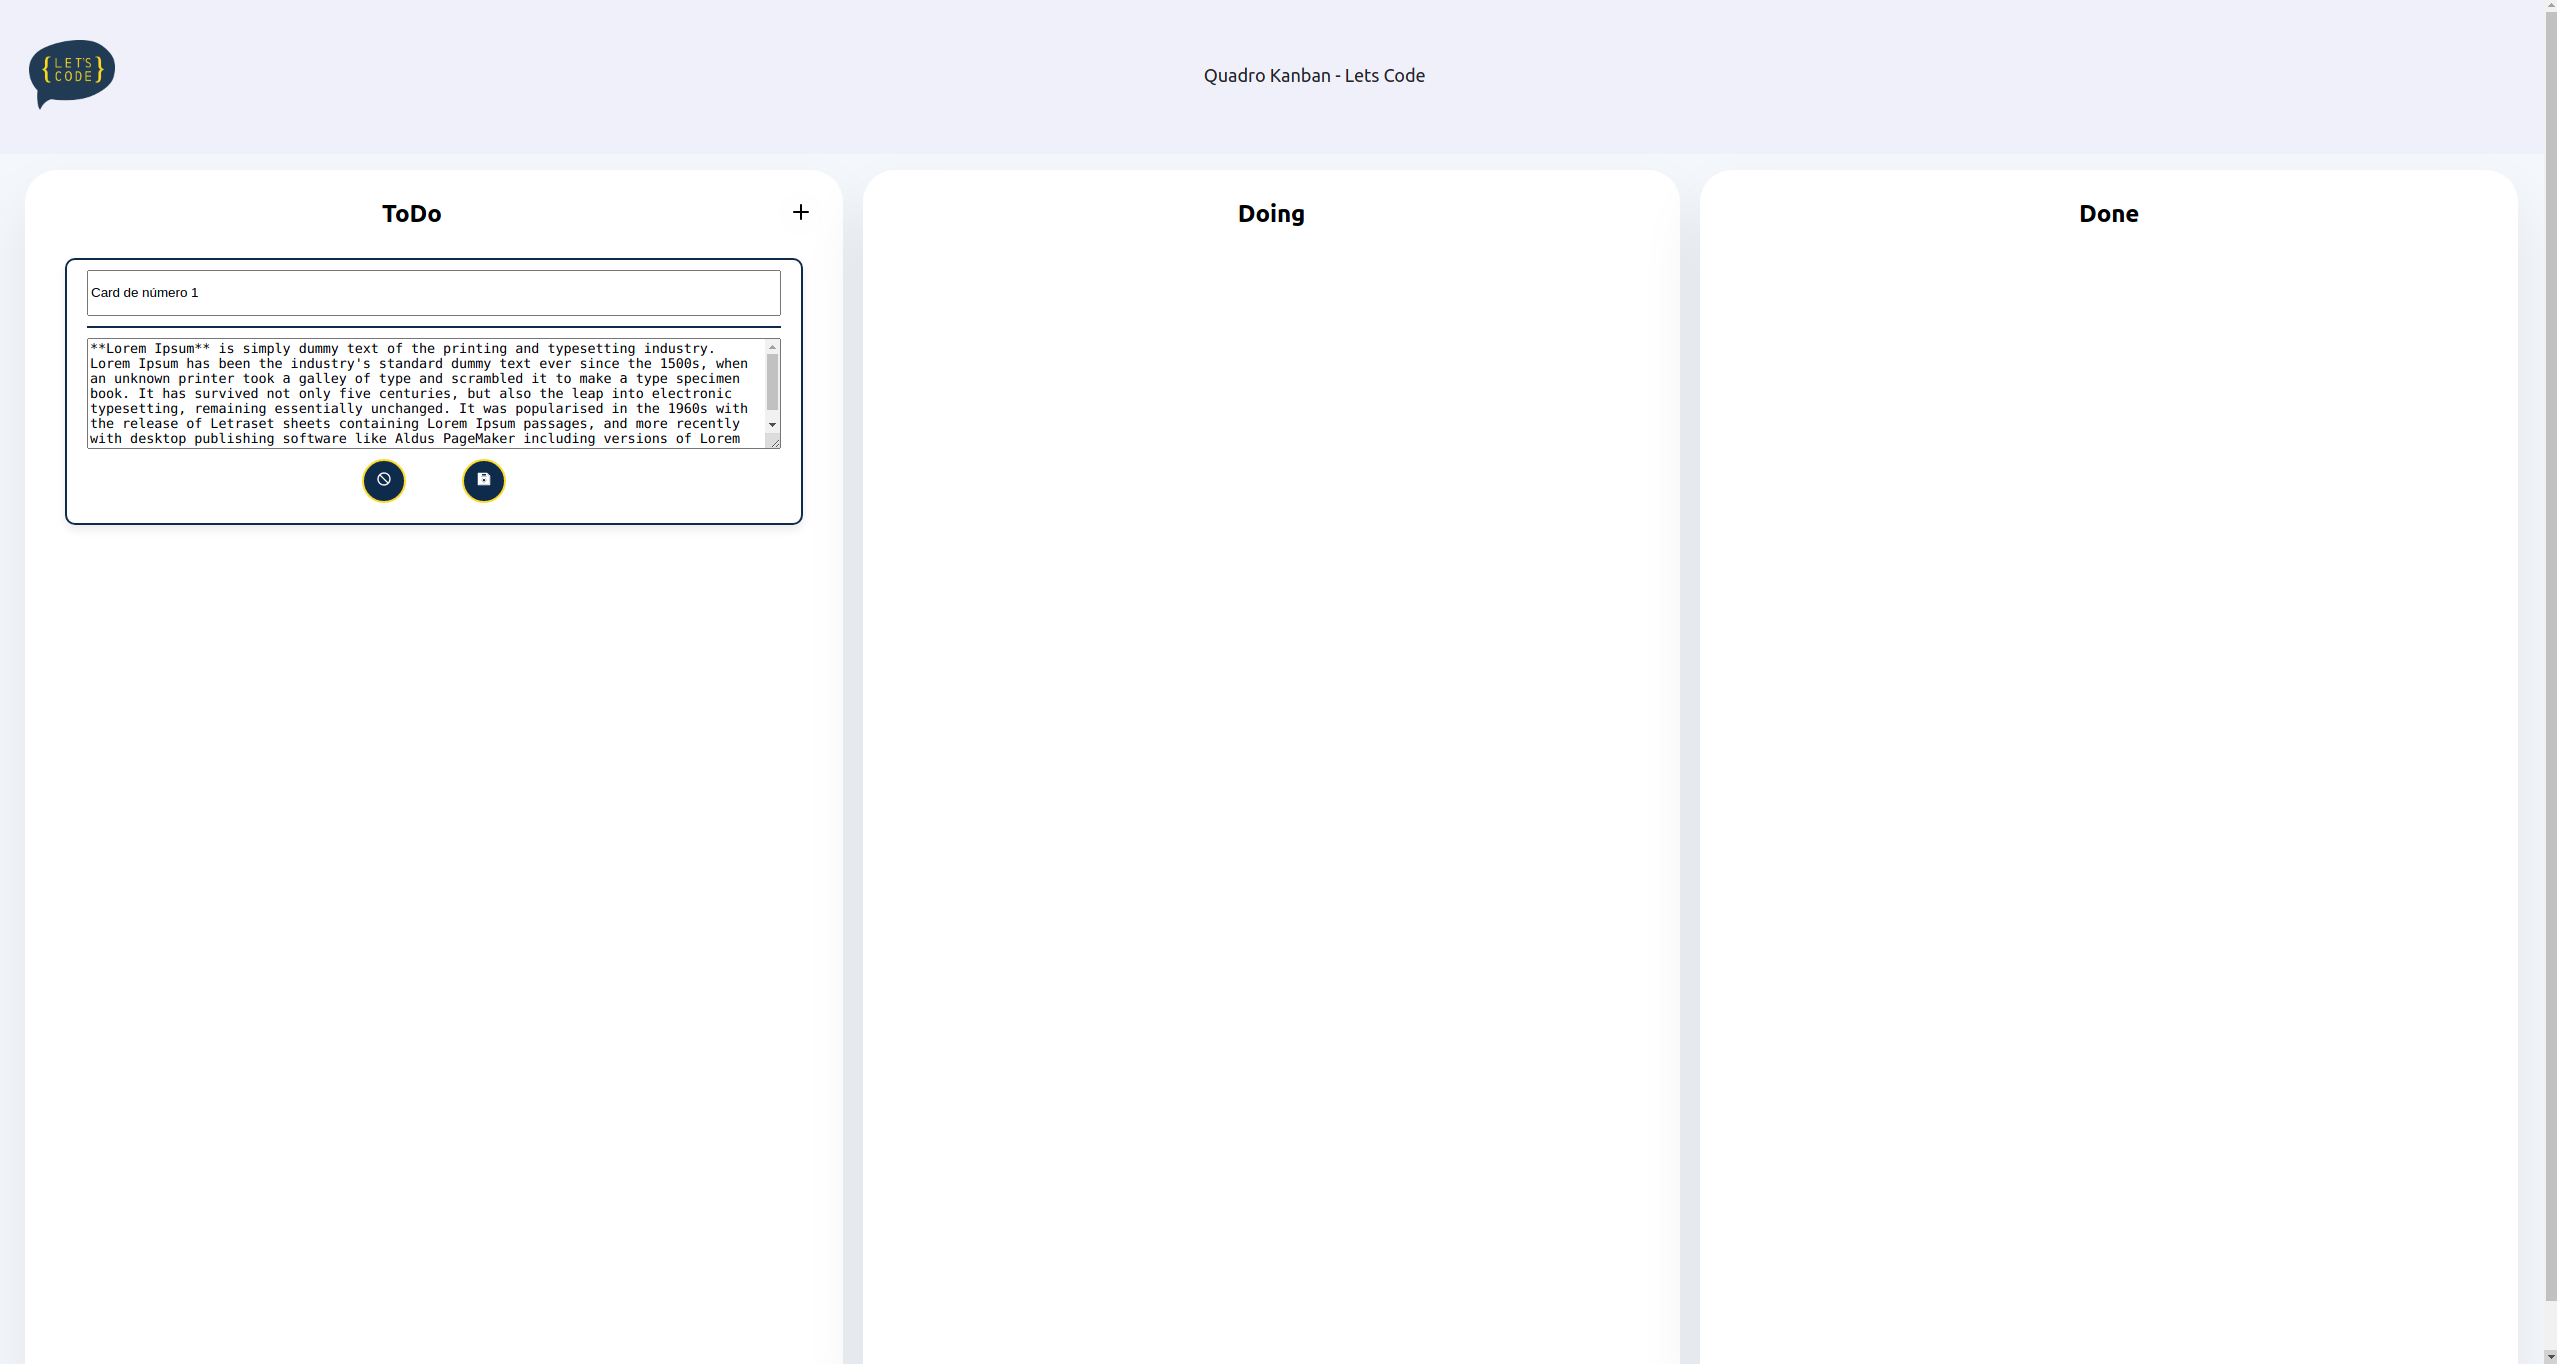 {LET'S
CODE}
Quadro Kanban - Lets Code
ToDo
Doing
Done
Card de número 1
**Lorem Ipsum** is simply dummy text of the printing and typesetting industry.
Lorem Ipsum has been the industry's standard dummy text ever since the 1500s, when
an unknown printer took a galley of type and scrambled it to make a type specimen
book. It has survived not only five centuries, but also the leap into electronic
typesetting, remaining essentially unchanged. It was popularised in the 1960s with
the release of Letraset sheets containing Lorem Ipsum passages, and more recently
with desktop publishing software like Aldus PageMaker including versions of Lorem